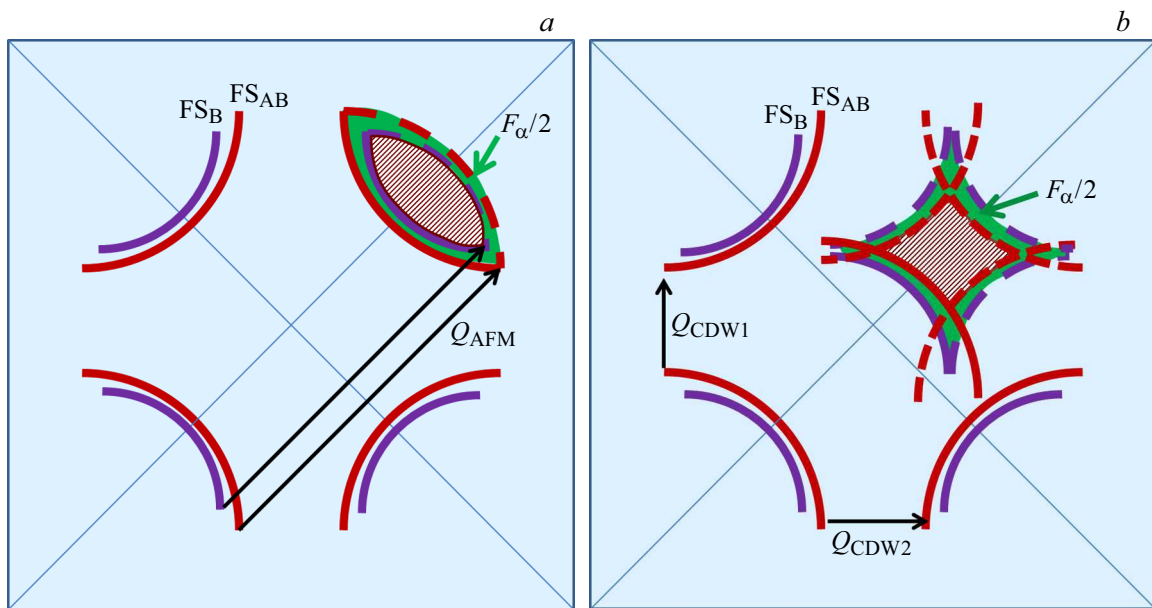 a
FS_B FS_AB
F_α/2
Q_AFM
b
FS_B FS_AB
F_α/2
Q_CDW1
Q_CDW2